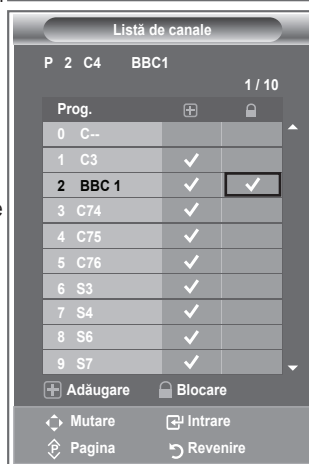 Listă de canale
P 2 C4 BBC1
1 / 10
Prog.
0 C--
1 C3
2 BBC 1
3 C74
4 C75
5 C76
6 S3
7 S4
8 S6
9 S7
Adăugare Blocare
Mutare Intrare
Pagina Revenire